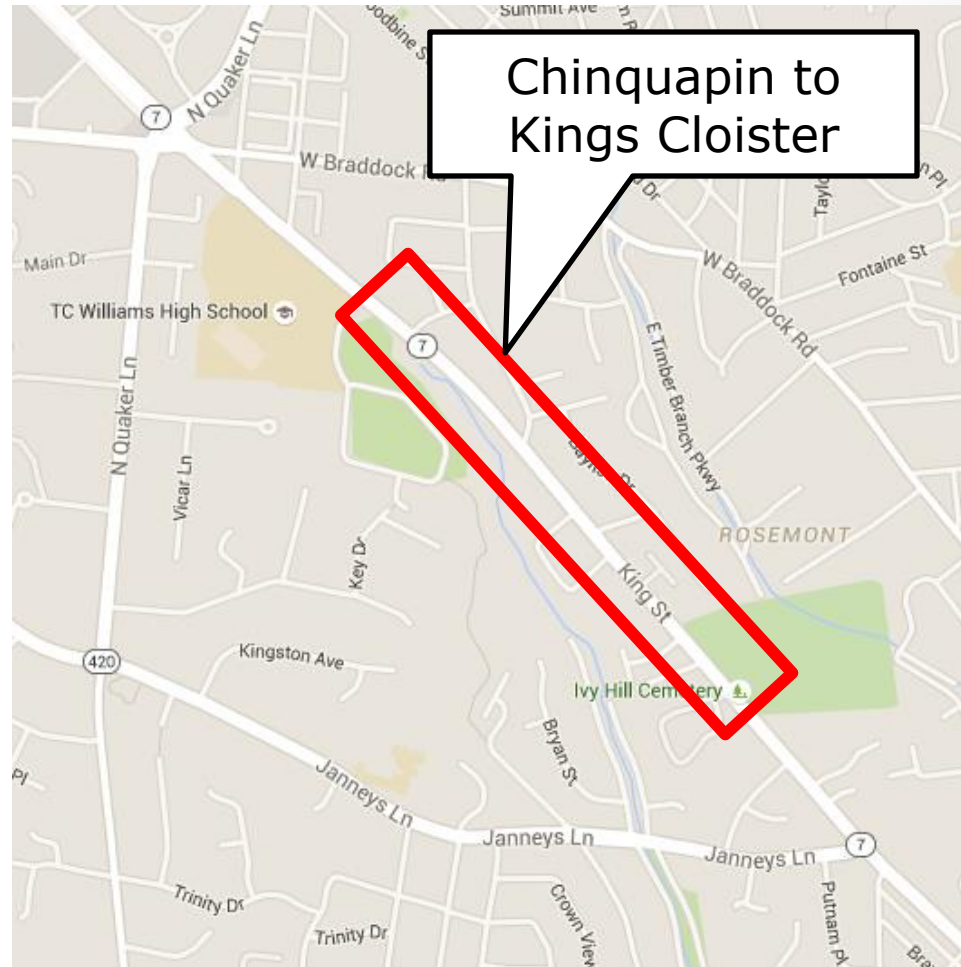 Summit Ave
N Quaker Ln
7
Chinquapin to
Kings Cloister
W Braddock
Dr
Main Dr
TC Williams High School
7
W Braddock Rd
Fontaine St
E Timber Branch Pkwy
N Quaker Ln
Vicar Ln
Key Dr
ROSEMONT
King St
420
Kingston Ave
Ivy Hill Cemetery
Bryan St
Janneys Ln
Janneys Ln
Janneys Ln
7
Trinity Dr
Trinity Dr
Crown View
Putnam Pl
Pl